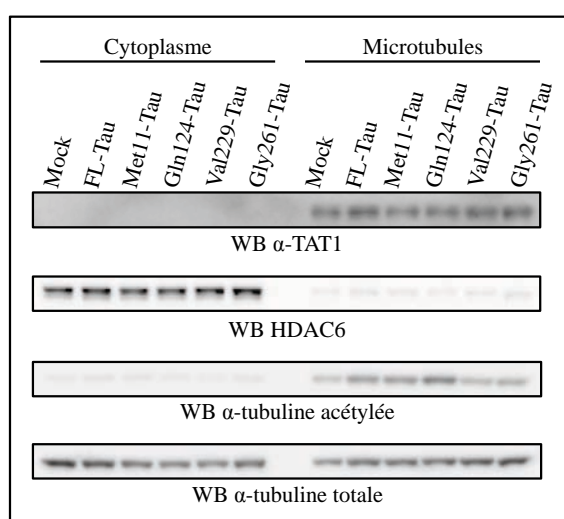 Cytoplasme Microtubules
Mock FL-Tau Met11-Tau Gln124-Tau Val229-Tau Gly261-Tau Mock FL-Tau Met11-Tau Gln124-Tau Val229-Tau Gly261-Tau
WB α-TAT1
WB HDAC6
WB α-tubuline acétylée
WB α-tubuline totale